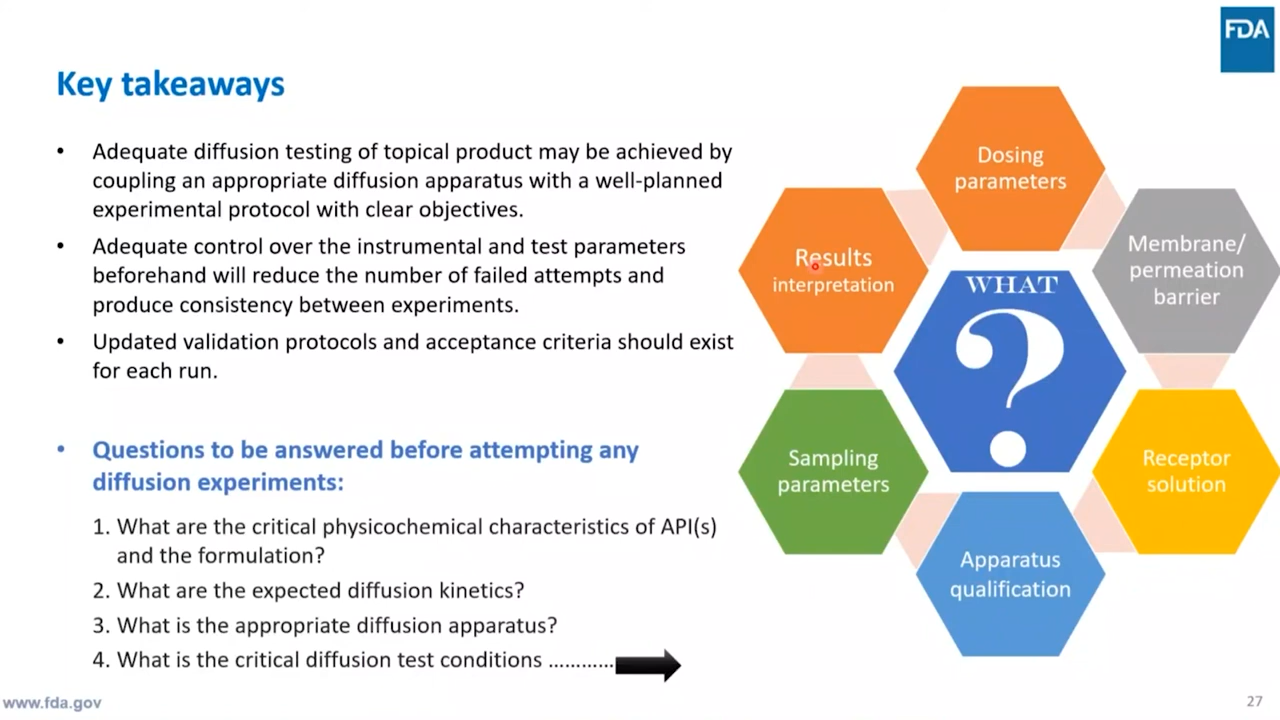 FDA
Key takeaways
• Adequate diffusion testing of topical product may be achieved by
coupling an appropriate diffusion apparatus with a well-planned
experimental protocol with clear objectives.
• Adequate control over the instrumental and test parameters
beforehand will reduce the number of failed attempts and
produce consistency between experiments.
• Updated validation protocols and acceptance criteria should exist
for each run.
• Questions to be answered before attempting any
diffusion experiments:
1. What are the critical physicochemical characteristics of API(s)
and the formulation?
2. What are the expected diffusion kinetics?
3. What is the appropriate diffusion apparatus?
4. What is the critical diffusion test conditions ............
Dosing
parameters
Membrane/
permeation
barrier
Receptor
solution
Apparatus
qualification
Sampling
parameters
Results
interpretation
WHAT
?
www.fda.gov
27